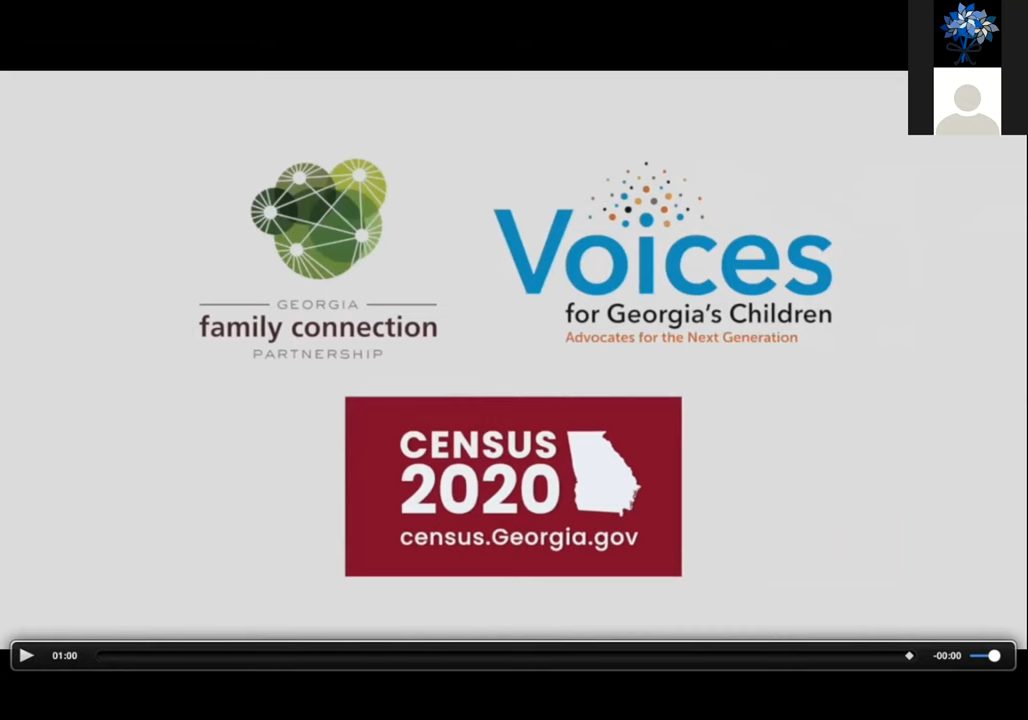 GEORGIA
family connection
PARTNERSHIP
Voices
for Georgia's Children
Advocates for the Next Generation
CENSUS
2020
census.Georgia.gov
01:00
-00:00